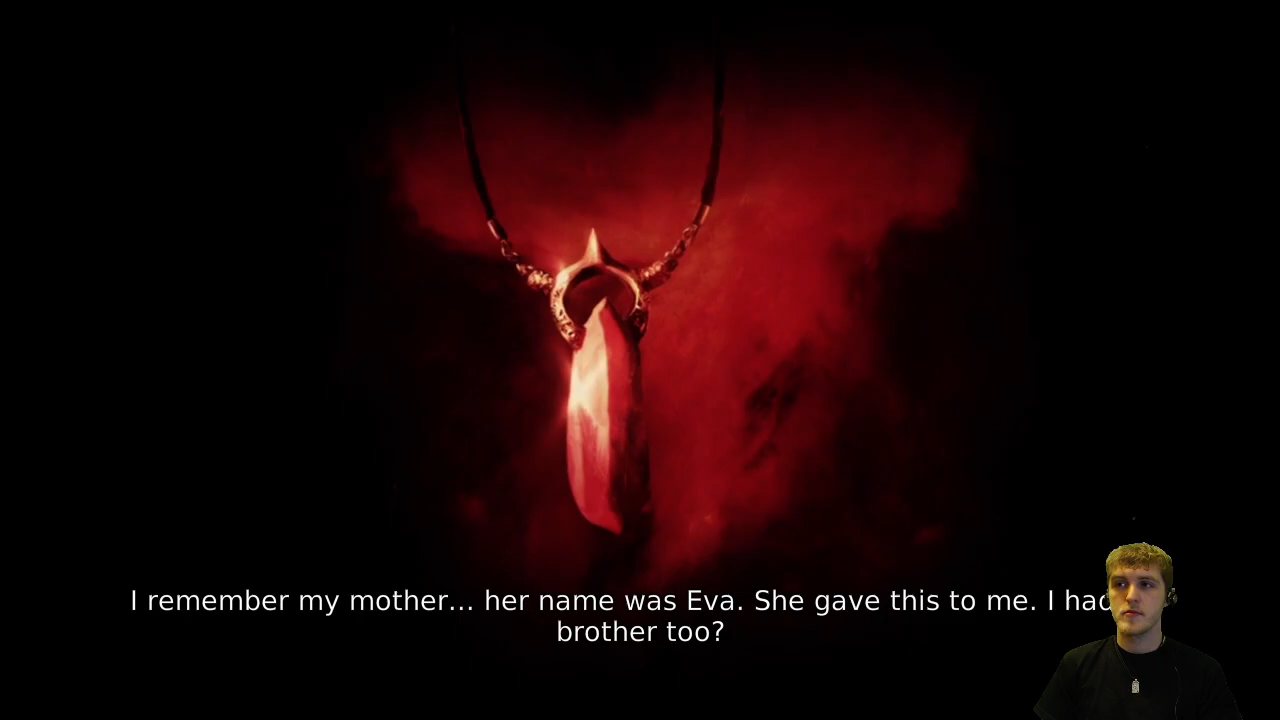 I remember my mother... her name was Eva. She gave this to me. I had
brother too?